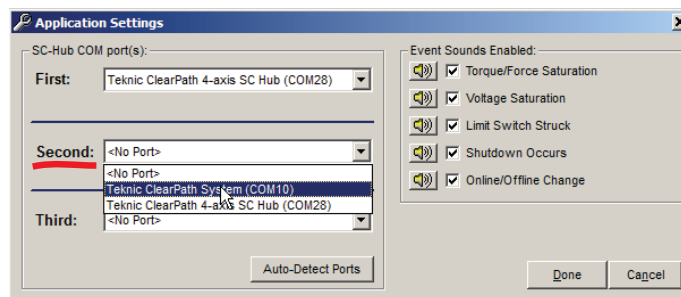 Application Settings
SC-Hub COM port(s):
First:
Teknic ClearPath 4-axis SC Hub (COM28)
Second:
<No Port>
<No Port>
Teknic ClearPath System (COM10)
Teknic ClearPath 4-axis SC Hub (COM28)
Third:
<No Port>
Auto-Detect Ports
Event Sounds Enabled:
Torque/Force Saturation
Voltage Saturation
Limit Switch Struck
Shutdown Occurs
Online/Offline Change
Done
Cancel